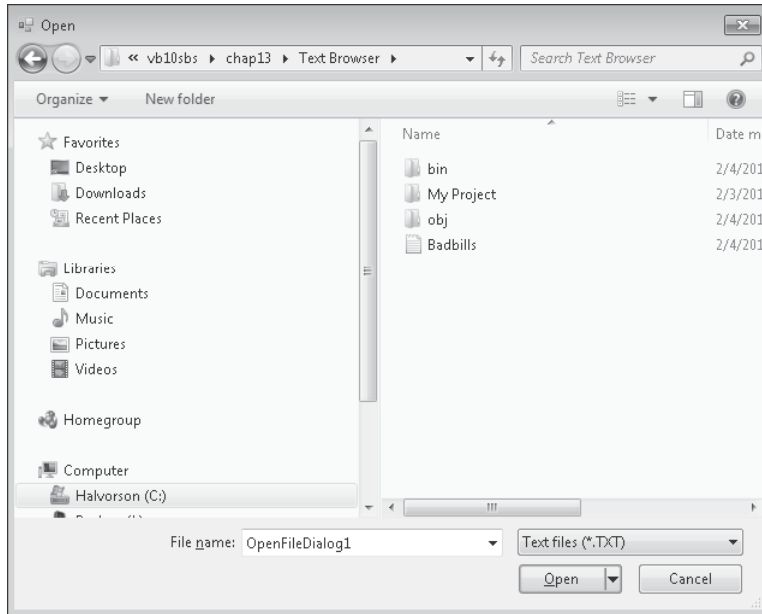 Open
« vb10sbs ▸ chap13 ▸ Text Browser ▸
Search Text Browser
Organize
New folder
Favorites
Desktop
Downloads
Recent Places
Libraries
Documents
Music
Pictures
Videos
Homegroup
Computer
Halvorson (C:)
Name Date m
bin 2/4/201
My Project 2/3/201
obj 2/4/201
Badbills 2/4/201
File name: OpenFileDialog1
Text files (*.TXT)
Open
Cancel